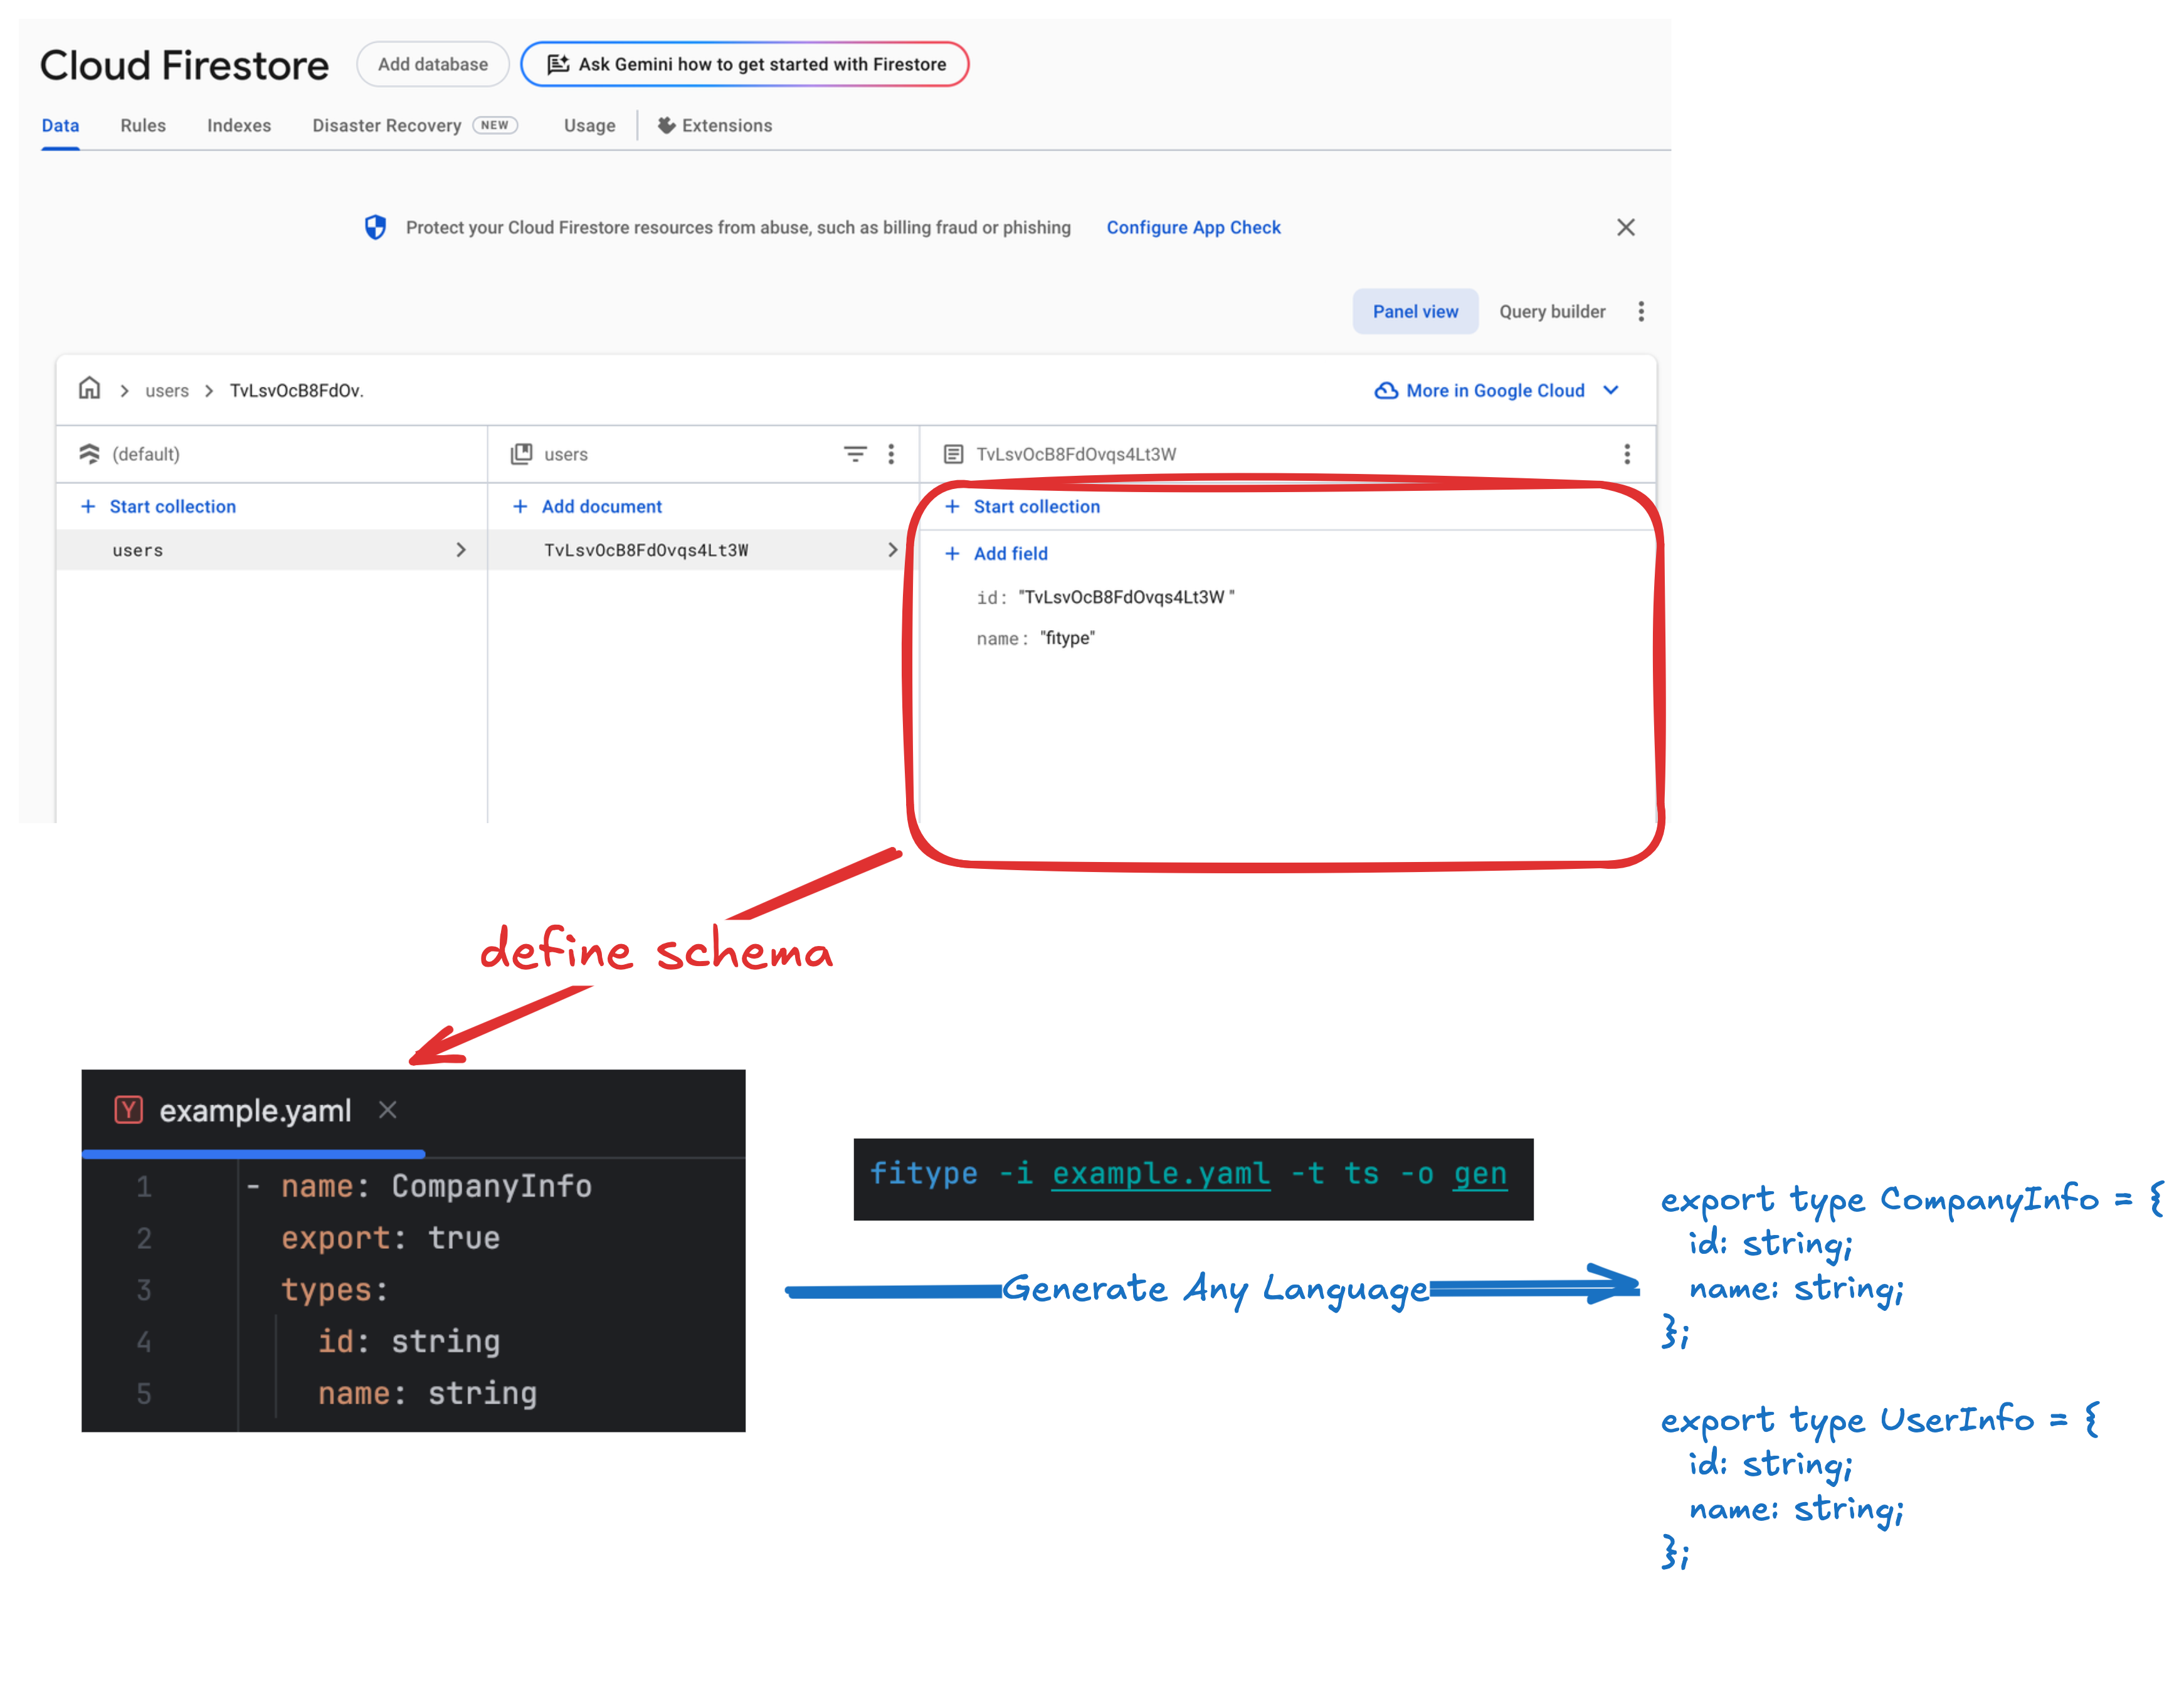 Cloud Firestore Add database Ask Gemini how to get started with Firestore
Data Rules Indexes Disaster Recovery NEW Usage Extensions
Protect your Cloud Firestore resources from abuse, such as billing fraud or phishing Configure App Check
Panel view Query builder
users TvLsvOcB8FdOv. More in Google Cloud
(default) users TvLsvOcB8FdOvqs4Lt3W
+ Start collection + Add document + Start collection
users TvLsvOcB8FdOvqs4Lt3W
+ Add field
id: "TvLsvOcB8FdOvqs4Lt3W "
name: "fitype"
define schema
Y example.yaml
1 - name: CompanyInfo
2 export: true
3 types:
4 id: string
5 name: string
fitype -i example.yaml -t ts -o gen
Generate Any Language
export type CompanyInfo = {
id: string;
name: string;
};
export type UserInfo = {
id: string;
name: string;
};